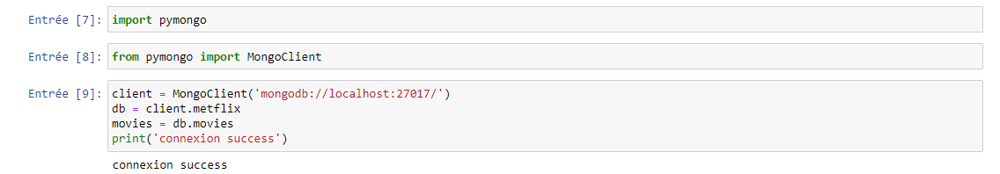 Entrée [7]: import pymongo
Entrée [8]: from pymongo import MongoClient
Entrée [9]: client = MongoClient('mongodb://localhost:27017/')
db = client.metflix
movies = db.movies
print('connexion success')
connexion success